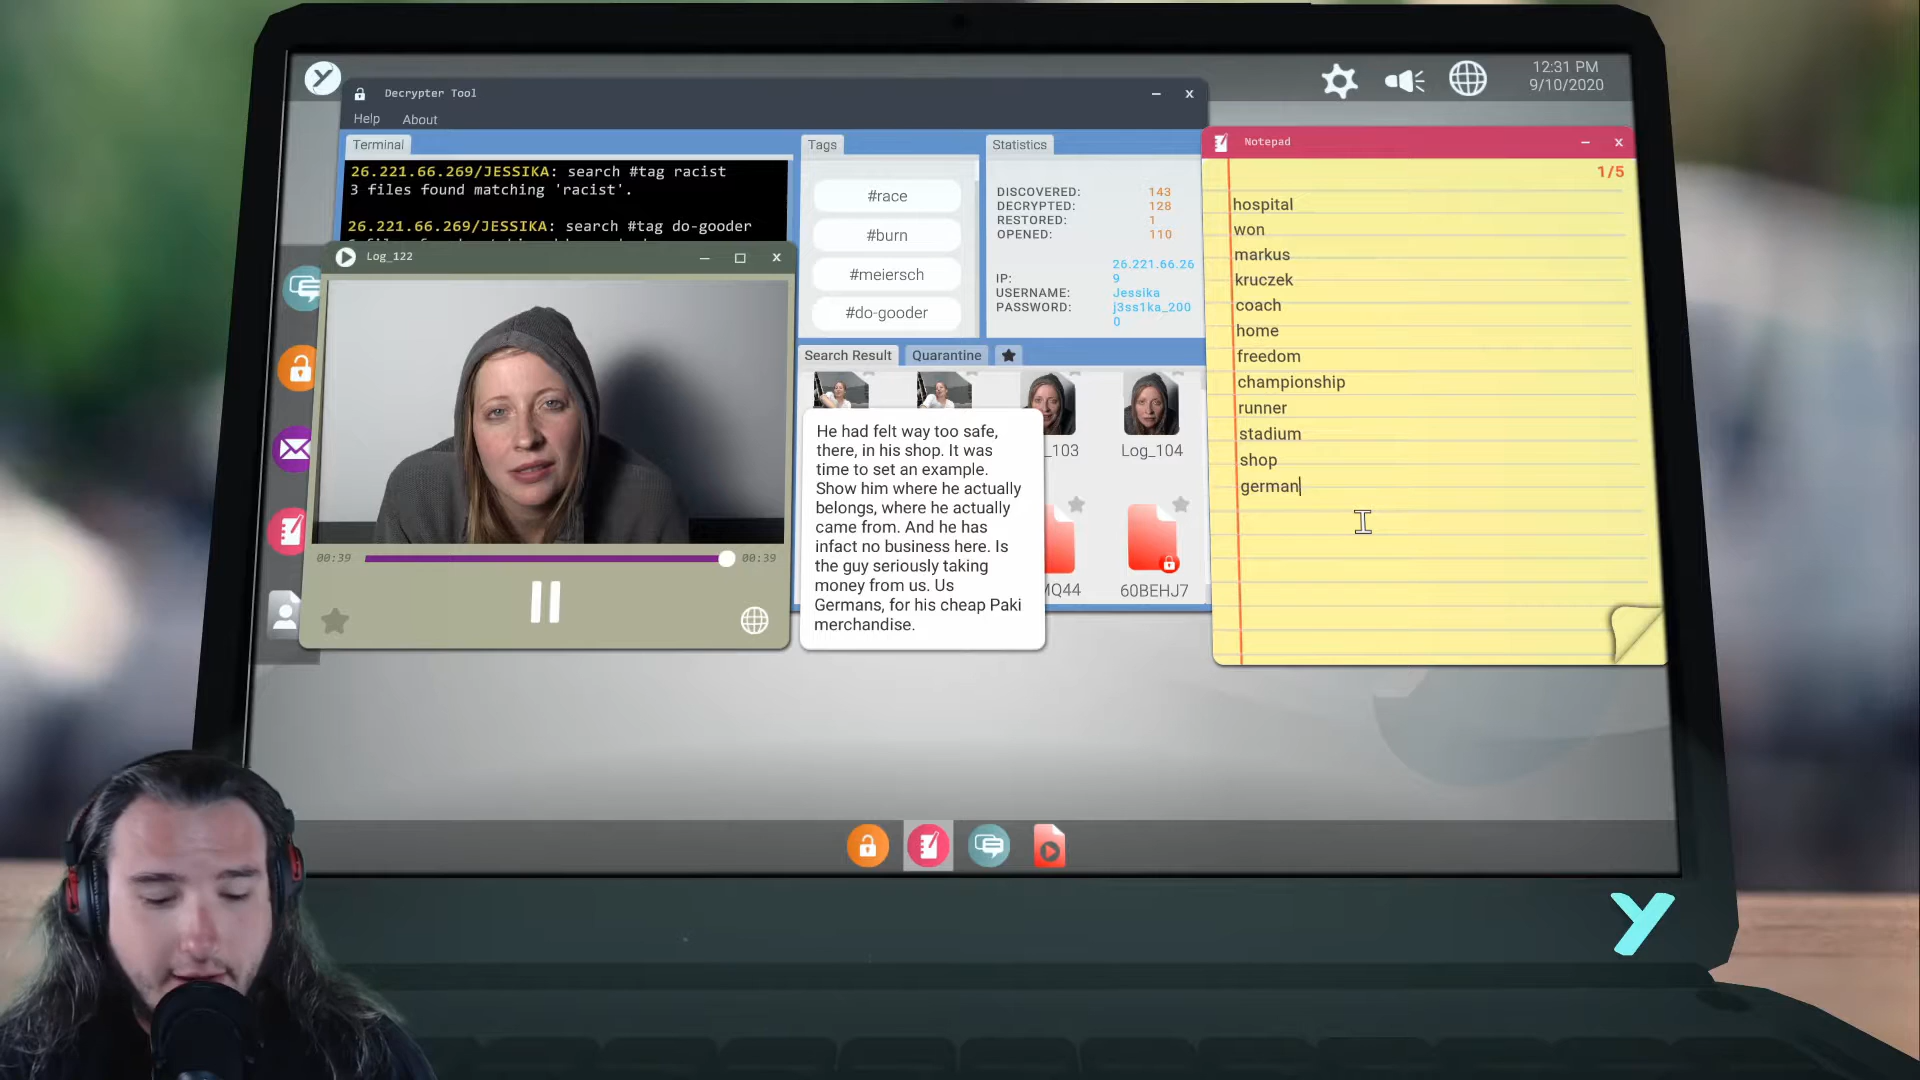 12:31 PM
9/10/2020
Decrypter Tool
Help About
Terminal
26.221.66.269/JESSIKA: search #tag racist
3 files found matching 'racist'.
26.221.66.269/JESSIKA: search #tag do-gooder
Tags
#race
#burn
#meiersch
#do-gooder
Statistics
DISCOVERED: 143
DECRYPTED: 128
RESTORED: 1
OPENED: 110
IP: 26.221.66.26
9
USERNAME: Jessika
PASSWORD: j3ss1ka_200
0
Search Result Quarantine
_103
Log_104
MQ44
60BEHJ7
Log_122
00:39
00:39
He had felt way too safe,
there, in his shop. It was
time to set an example.
Show him where he actually
belongs, where he actually
came from. And he has
infact no business here. Is
the guy seriously taking
money from us. Us
Germans, for his cheap Paki
merchandise.
Notepad
1/5
hospital
won
markus
kruczek
coach
home
freedom
championship
runner
stadium
shop
german